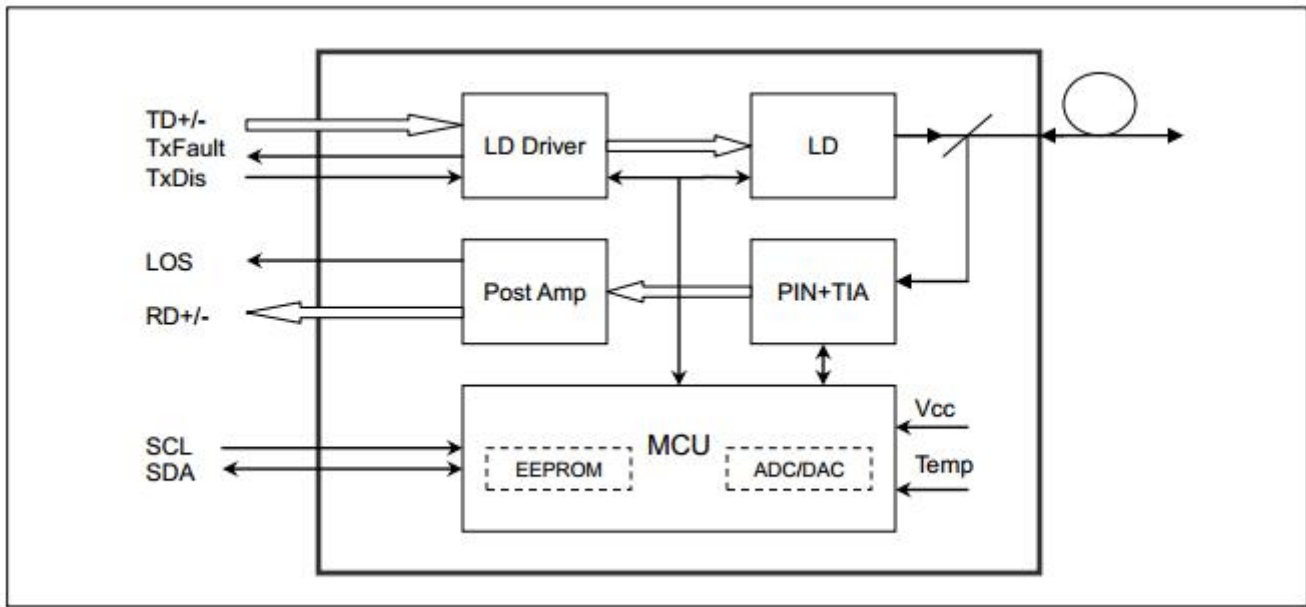 TD+/-
TxFault
TxDis
LD Driver
LD
LOS
RD+/-
Post Amp
PIN+TIA
SCL
SDA
MCU
EEPROM
ADC/DAC
Vcc
Temp